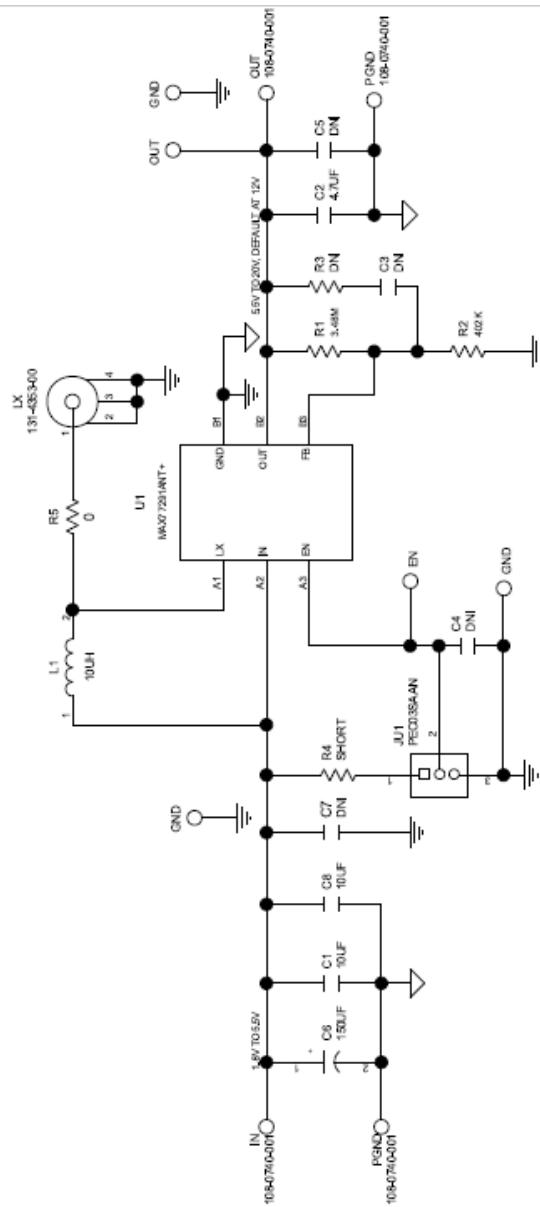 LX
131-4353-00
1
2
3
4
R5
0
L1
10UH
1
2
U1
MAX77291ANT+
LX
IN
EN
A1
A2
A3
GND
OUT
FB
B1
B2
B3
GND
OUT
OUT
108-0740-001
PGND
108-0740-001
5.5V TO 20V, DEFAULT AT 12V
C5
DNI
C2
4.7UF
R3
DNI
C3
DNI
R1
3.48M
R2
402K
GND
IN
108-0740-001
PGND
108-0740-001
1.8V TO 5.5V
C6
150UF
+
1
2
C1
10UF
C8
10UF
C7
DNI
R4
SHORT
JU1
PEC03SAAN
1
2
3
EN
C4
DNI
GND